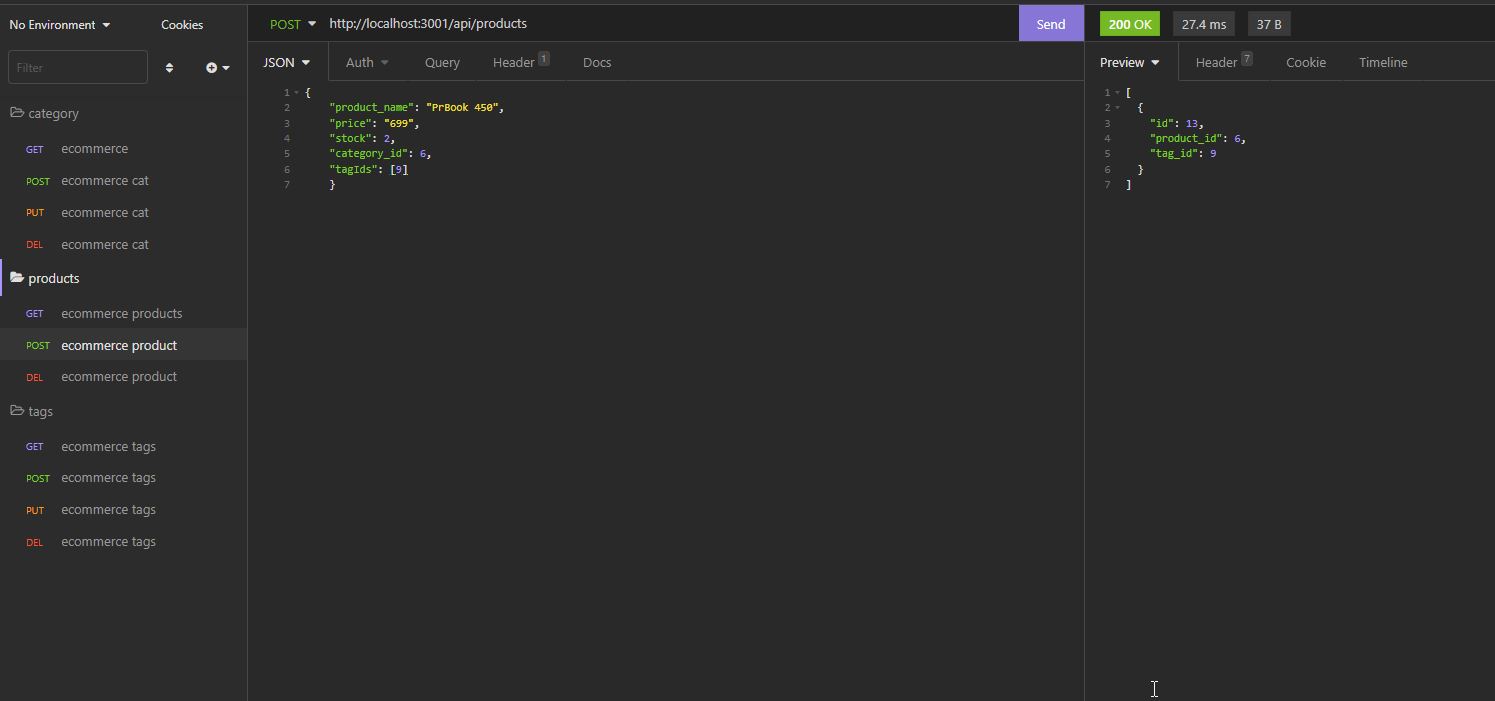 No Environment Cookies
Filter
category
GET ecommerce
POST ecommerce cat
PUT ecommerce cat
DEL ecommerce cat
products
GET ecommerce products
POST ecommerce product
DEL ecommerce product
tags
GET ecommerce tags
POST ecommerce tags
PUT ecommerce tags
DEL ecommerce tags
POST http://localhost:3001/api/products Send
JSON Auth Query Header 1 Docs
1 {
2 "product_name": "PrBook 450",
3 "price": "699",
4 "stock": 2,
5 "category_id": 6,
6 "tagIds": [9]
7 }
200 OK 27.4 ms 37 B
Preview Header 7 Cookie Timeline
1 [
2 {
3 "id": 13,
4 "product_id": 6,
5 "tag_id": 9
6 }
7 ]